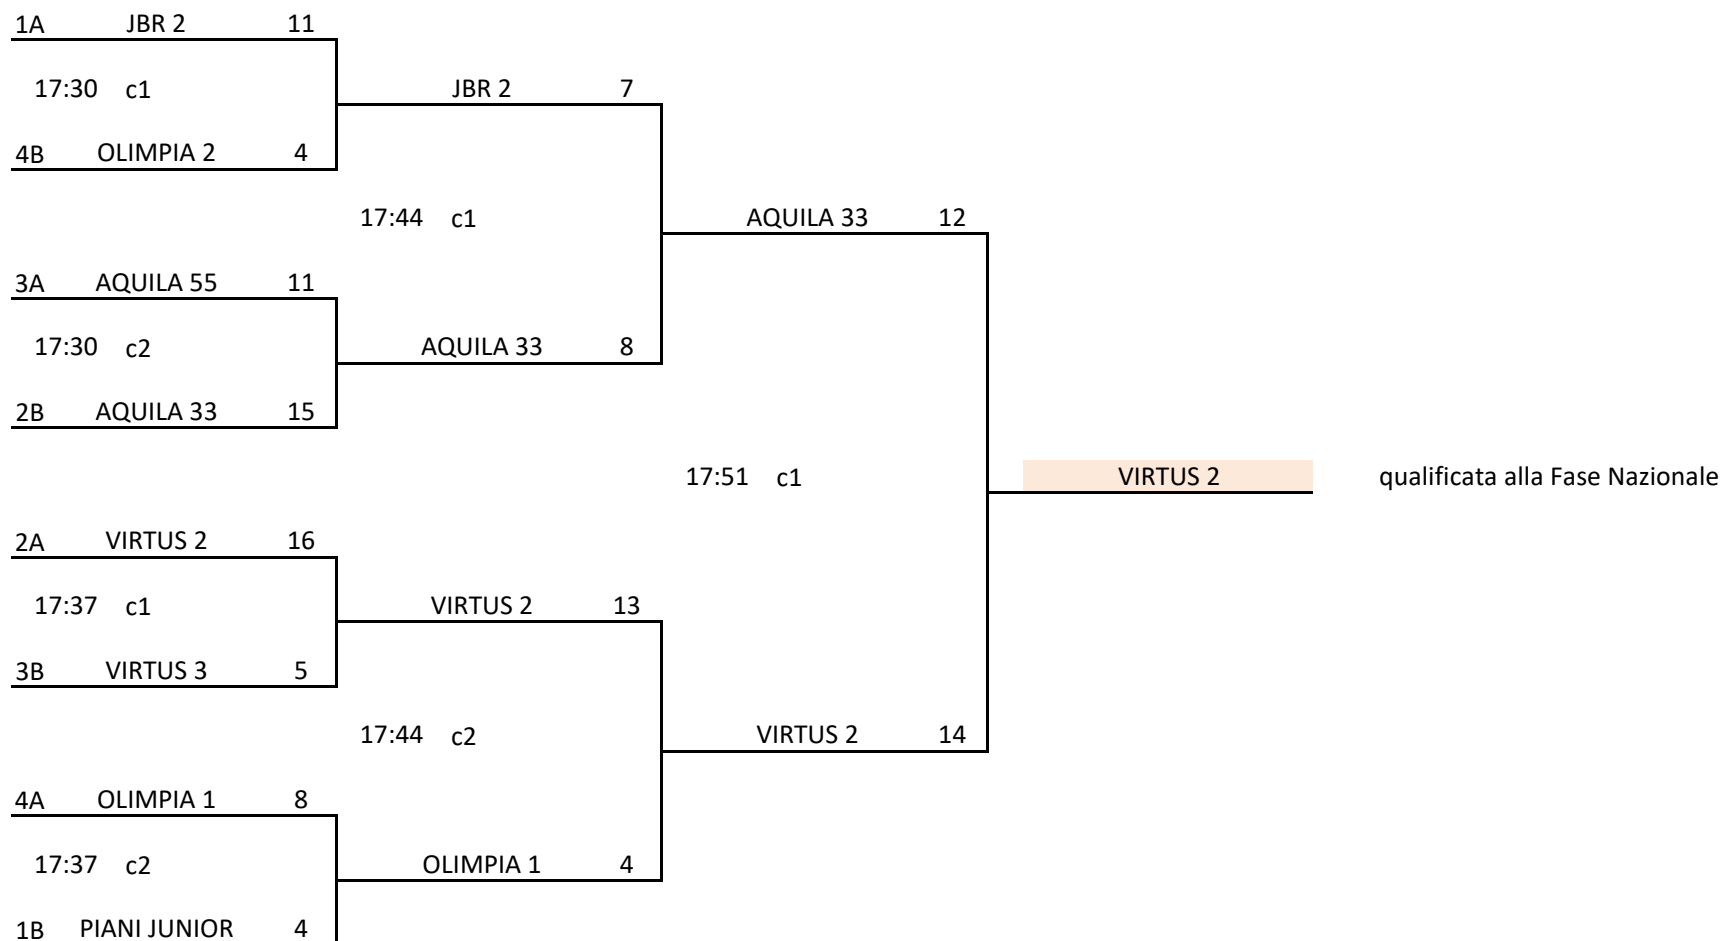 1A JBR 2 11
17:30 c1 JBR 2 7
4B OLIMPIA 2 4
17:44 c1 AQUILA 33 12
3A AQUILA 55 11
17:30 c2 AQUILA 33 8
2B AQUILA 33 15
17:51 c1 VIRTUS 2 qualificata alla Fase Nazionale
2A VIRTUS 2 16
17:37 c1 VIRTUS 2 13
3B VIRTUS 3 5
17:44 c2 VIRTUS 2 14
4A OLIMPIA 1 8
17:37 c2 OLIMPIA 1 4
1B PIANI JUNIOR 4